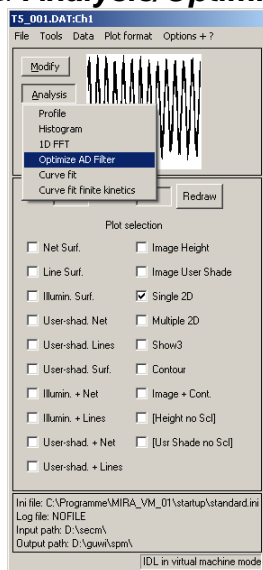 Analysis/Optimi
T5_001.DAT:Ch1
File Tools Data Plot format Options + ?
Modify
Analysis
Profile
Histogram
1D FFT
Optimize AD Filter
Curve fit
Curve fit finite kinetics
Redraw
Plot selection
Net Surf. Image Height
Line Surf. Image User Shade
Illumin. Surf. Single 2D
User-shad. Net Multiple 2D
User-shad. Lines Show3
User-shad. Surf. Contour
Illumin. + Net Image + Cont.
Illumin. + Lines [Height no Scl]
User-shad. + Net [Usr Shade no Scl]
User-shad. + Lines
Ini file: C:\Programme\MIRA_VM_01\startup\standard.ini
Log file: NOFILE
Input path: D:\secm\
Output path: D:\guwi\spm\
IDL in virtual machine mode